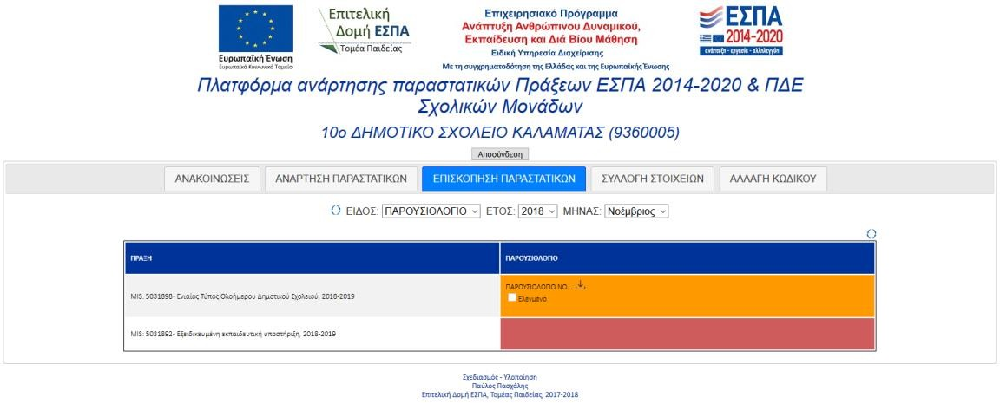 Ευρωπαϊκή Ένωση
Ευρωπαϊκό Κοινωνικό Ταμείο
Επιτελική
Δομή ΕΣΠΑ
Τομέα Παιδείας
Επιχειρησιακό Πρόγραμμα
Ανάπτυξη Ανθρώπινου Δυναμικού,
Εκπαίδευση και Διά Βίου Μάθηση
Ειδική Υπηρεσία Διαχείρισης
Με τη συγχρηματοδότηση της Ελλάδας και της Ευρωπαϊκής Ένωσης
ΕΣΠΑ
2014-2020
ανάπτυξη - εργασία - αλληλεγγύη
Πλατφόρμα ανάρτησης παραστατικών Πράξεων ΕΣΠΑ 2014-2020 & ΠΔΕ
Σχολικών Μονάδων
10ο ΔΗΜΟΤΙΚΟ ΣΧΟΛΕΙΟ ΚΑΛΑΜΑΤΑΣ (9360005)
Αποσύνδεση
ΑΝΑΚΟΙΝΩΣΕΙΣ ΑΝΑΡΤΗΣΗ ΠΑΡΑΣΤΑΤΙΚΩΝ ΕΠΙΣΚΟΠΗΣΗ ΠΑΡΑΣΤΑΤΙΚΩΝ ΣΥΛΛΟΓΗ ΣΤΟΙΧΕΙΩΝ ΑΛΛΑΓΗ ΚΩΔΙΚΟΥ
ΕΙΔΟΣ: ΠΑΡΟΥΣΙΟΛΟΓΙΟ ΕΤΟΣ: 2018 ΜΗΝΑΣ: Νοέμβριος
ΠΡΑΞΗ ΠΑΡΟΥΣΙΟΛΟΓΙΟ
ΠΑΡΟΥΣΙΟΛΟΓΙΟ ΝΟ...
MIS: 5031898- Ενιαίος Τύπος Ολοήμερου Δημοτικού Σχολειού, 2018-2019
Ελεγμένο
MIS: 5031892- Εξειδικευμένη εκπαιδευτική υποστήριξη, 2018-2019
Σχεδιασμός - Υλοποίηση
Παύλος Πασχάλης
Επιτελική Δομή ΕΣΠΑ, Τομέας Παιδείας, 2017-2018